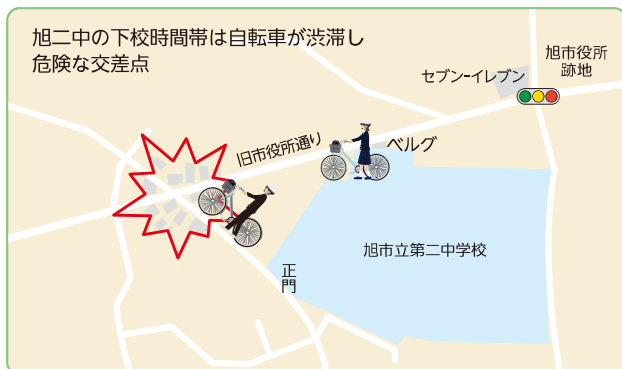 旭二中の下校時間帯は自転車が渋滞し
危険な交差点
旭市役所
跡地
セブン-イレブン
旧市役所通り
ベルグ
旭市立第二中学校
正門